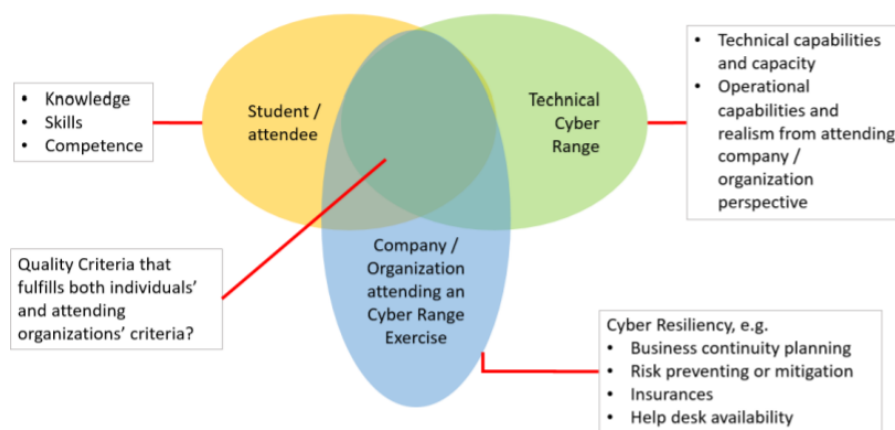 • Knowledge
• Skills
• Competence
Student /
attendee
Technical
Cyber
Range
• Technical capabilities
and capacity
• Operational
capabilities and
realism from attending
company /
organization
perspective
Quality Criteria that
fulfills both individuals’
and attending
organizations’ criteria?
Company /
Organization
attending an
Cyber Range
Exercise
Cyber Resiliency, e.g.
• Business continuity planning
• Risk preventing or mitigation
• Insurances
• Help desk availability